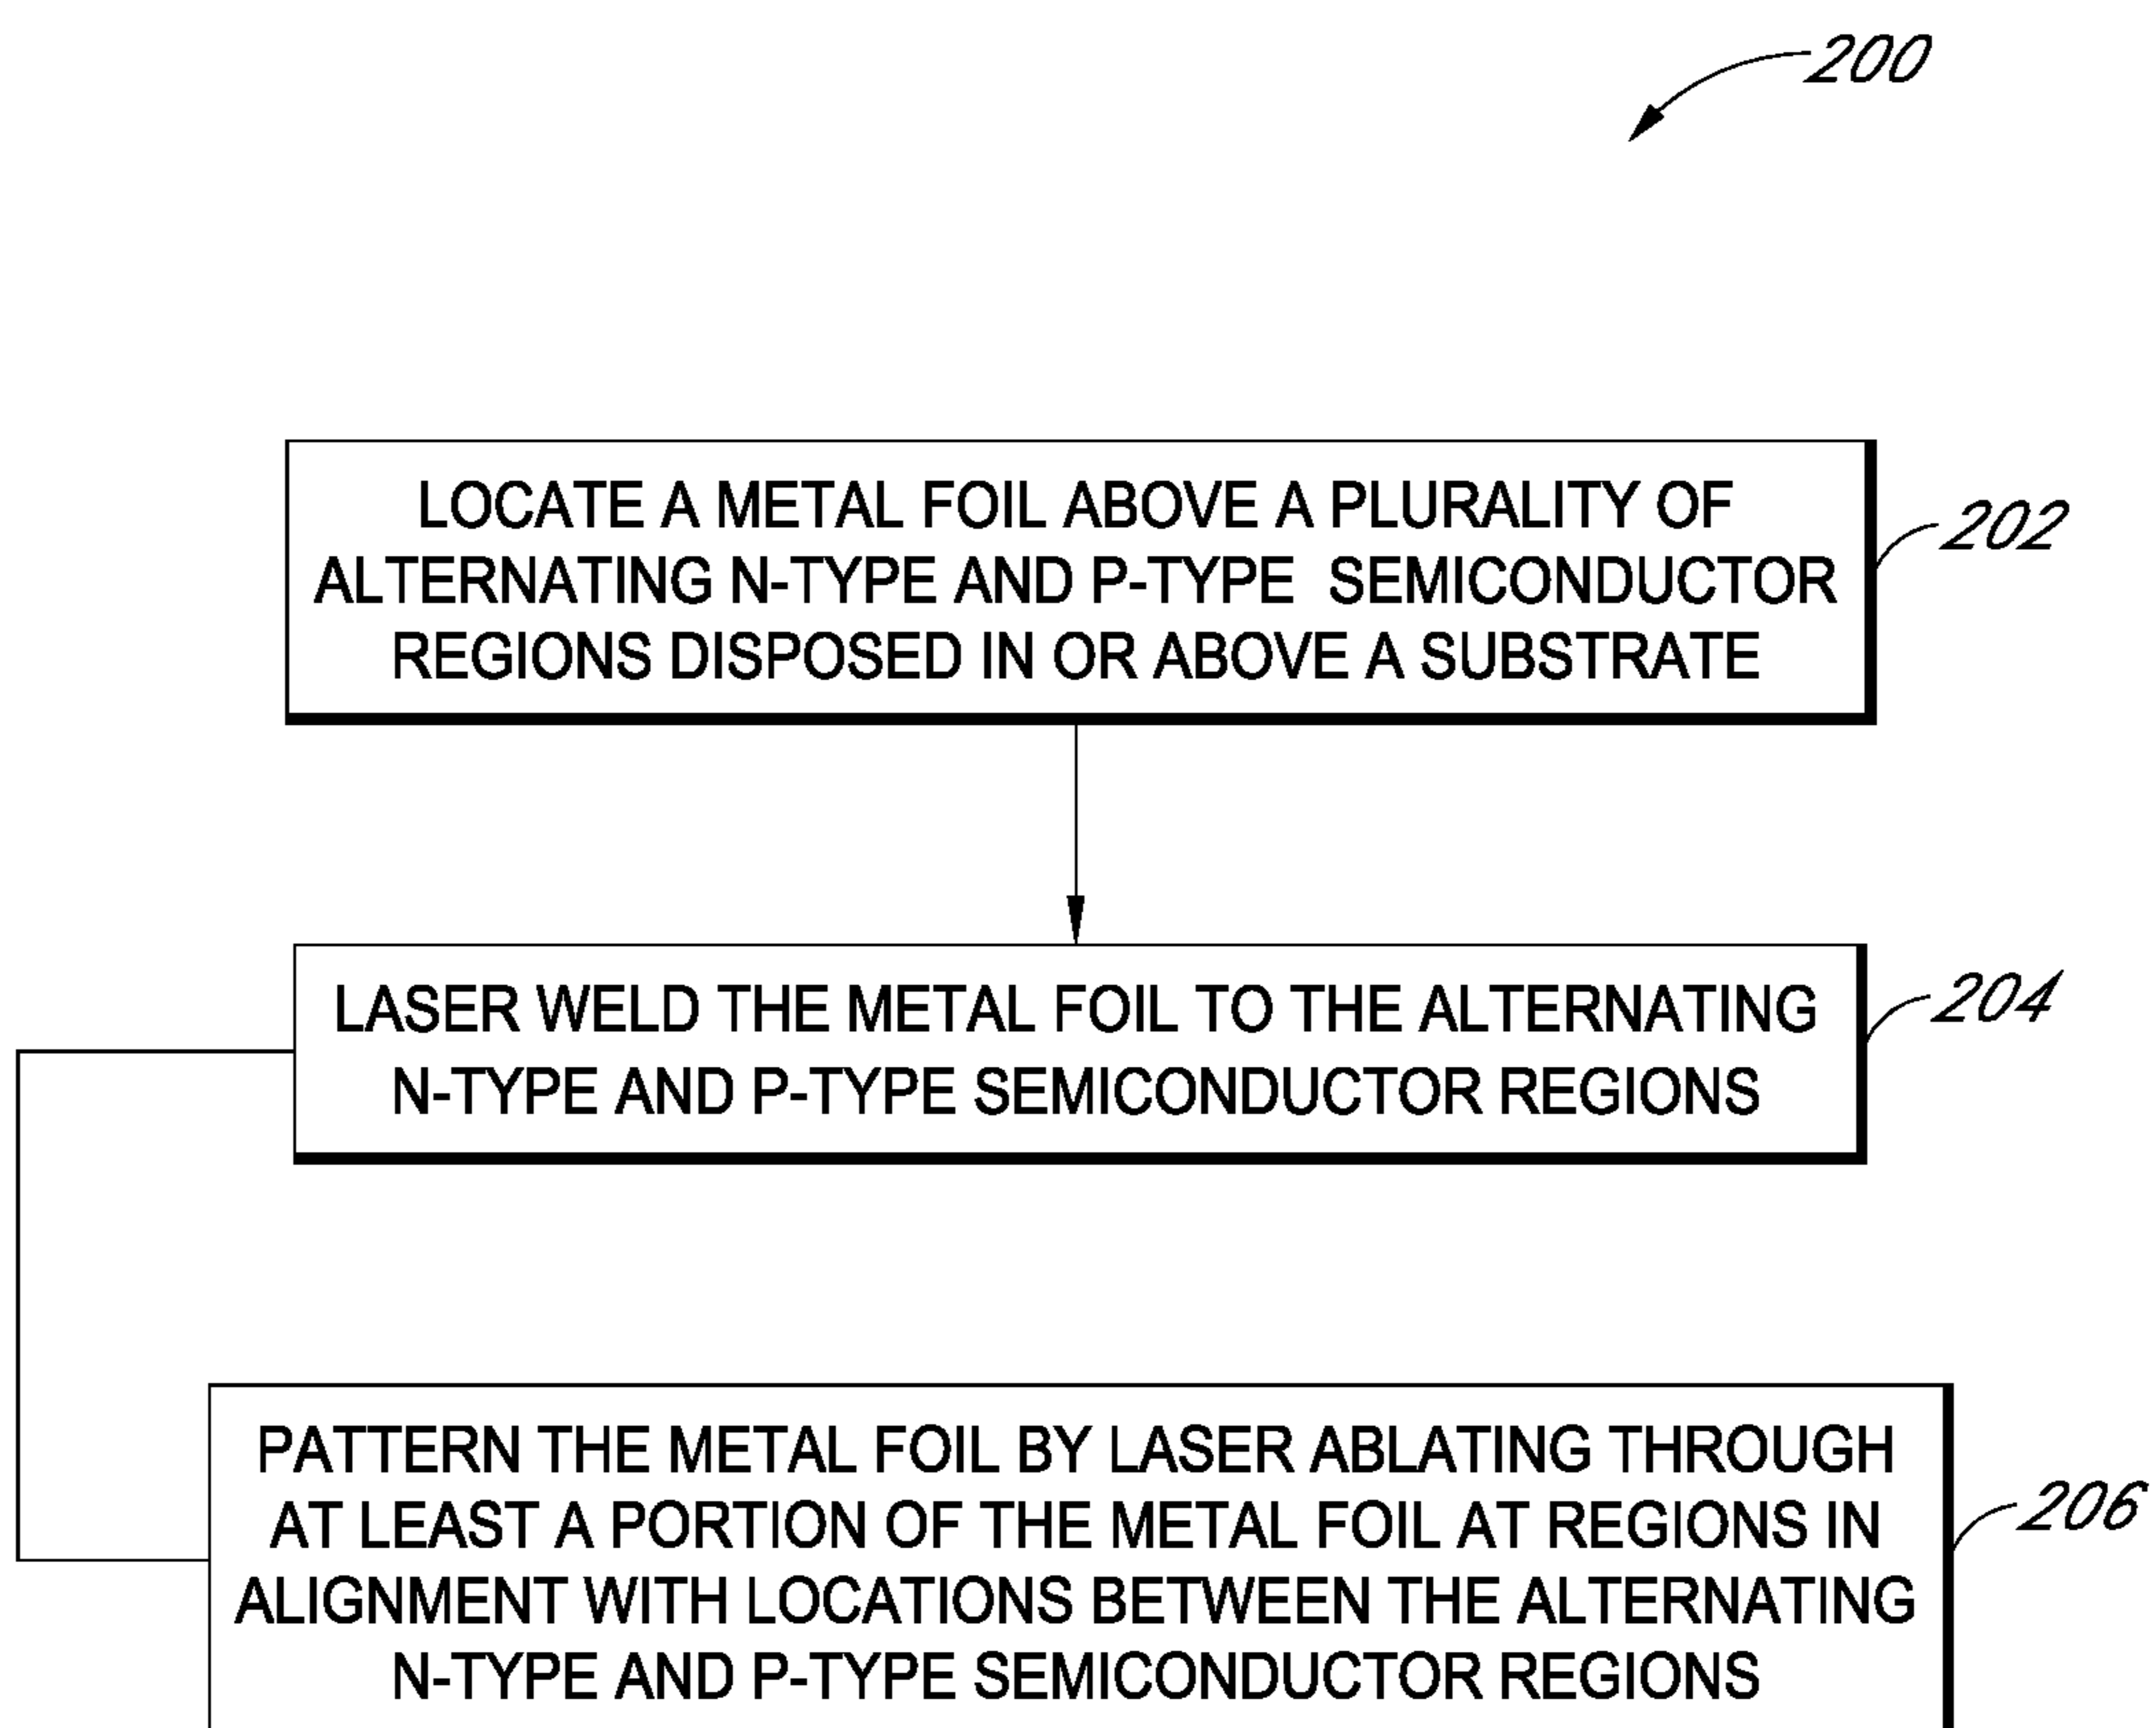 200
LOCATE A METAL FOIL ABOVE A PLURALITY OF
ALTERNATING N-TYPE AND P-TYPE SEMICONDUCTOR
REGIONS DISPOSED IN OR ABOVE A SUBSTRATE
202
LASER WELD THE METAL FOIL TO THE ALTERNATING
N-TYPE AND P-TYPE SEMICONDUCTOR REGIONS
204
PATTERN THE METAL FOIL BY LASER ABLATING THROUGH
AT LEAST A PORTION OF THE METAL FOIL AT REGIONS IN
ALIGNMENT WITH LOCATIONS BETWEEN THE ALTERNATING
N-TYPE AND P-TYPE SEMICONDUCTOR REGIONS
206